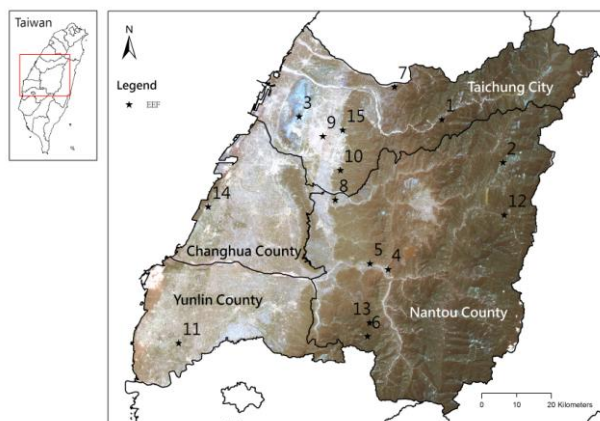 Taiwan
N
Legend
EEF
7
Taichung City
3
1
15
9
10
2
8
14
12
Changhua County
5
4
Yunlin County
13
Nantou County
6
11
0 10 20 Kilometers